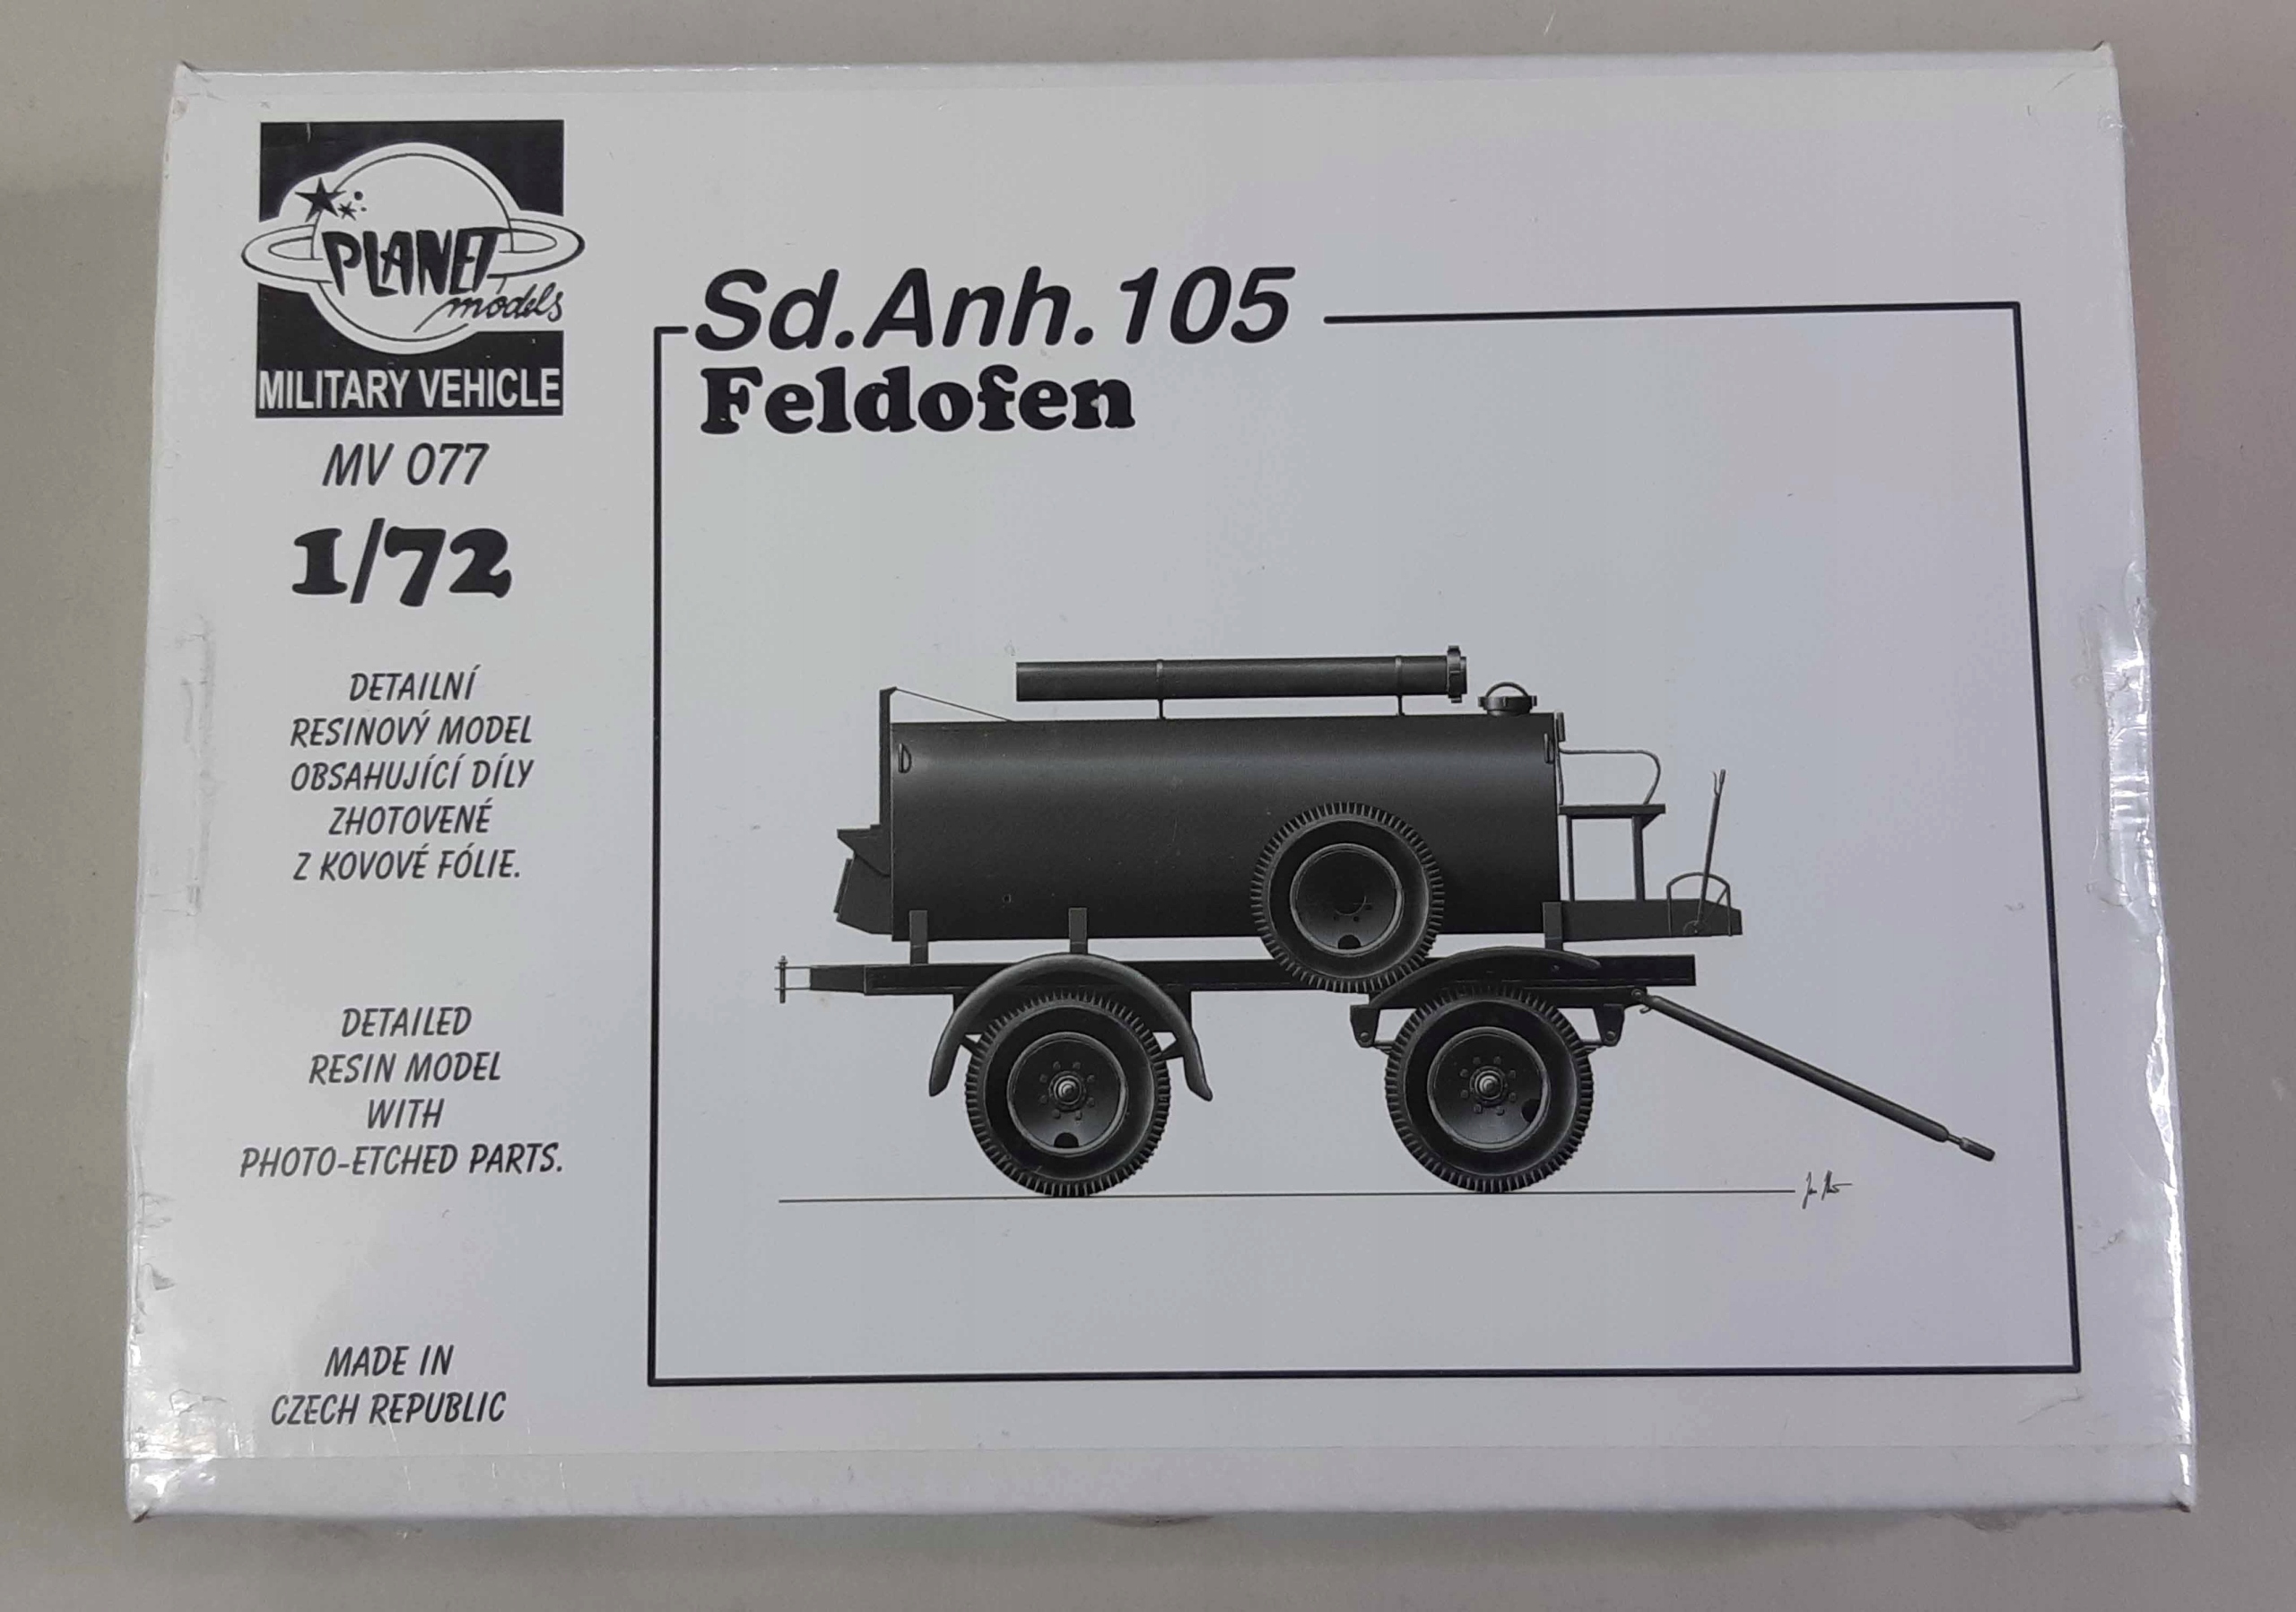 PLANET
models
MILITARY VEHICLE
MV 077
1/72
DETAILNÍ
RESINOVÝ MODEL
OBSAHUJÍCÍ DÍLY
ZHOTOVENÉ
Z KOVOVÉ FÓLIE.
DETAILED
RESIN MODEL
WITH
PHOTO-ETCHED PARTS.
MADE IN
CZECH REPUBLIC
Sd.Anh.105
Feldofen